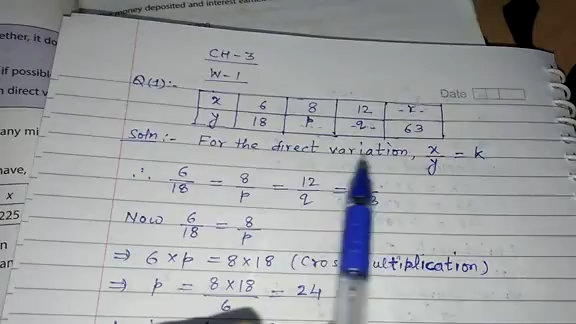 money deposited and interest
ether, it do
if possibl
n direct v
any mi
have,
x
225
n
an
CH-3
W-1
Date
Q(1):-
x 6 8 12 -r-
y 18 p -q- 63
Soln:- For the direct variation, x/y = k
∴ 6/18 = 8/p = 12/q =
Now 6/18 = 8/p
⇒ 6 × p = 8 × 18 (Cros ultiplication)
⇒ p = 8 × 18 / 6 = 24